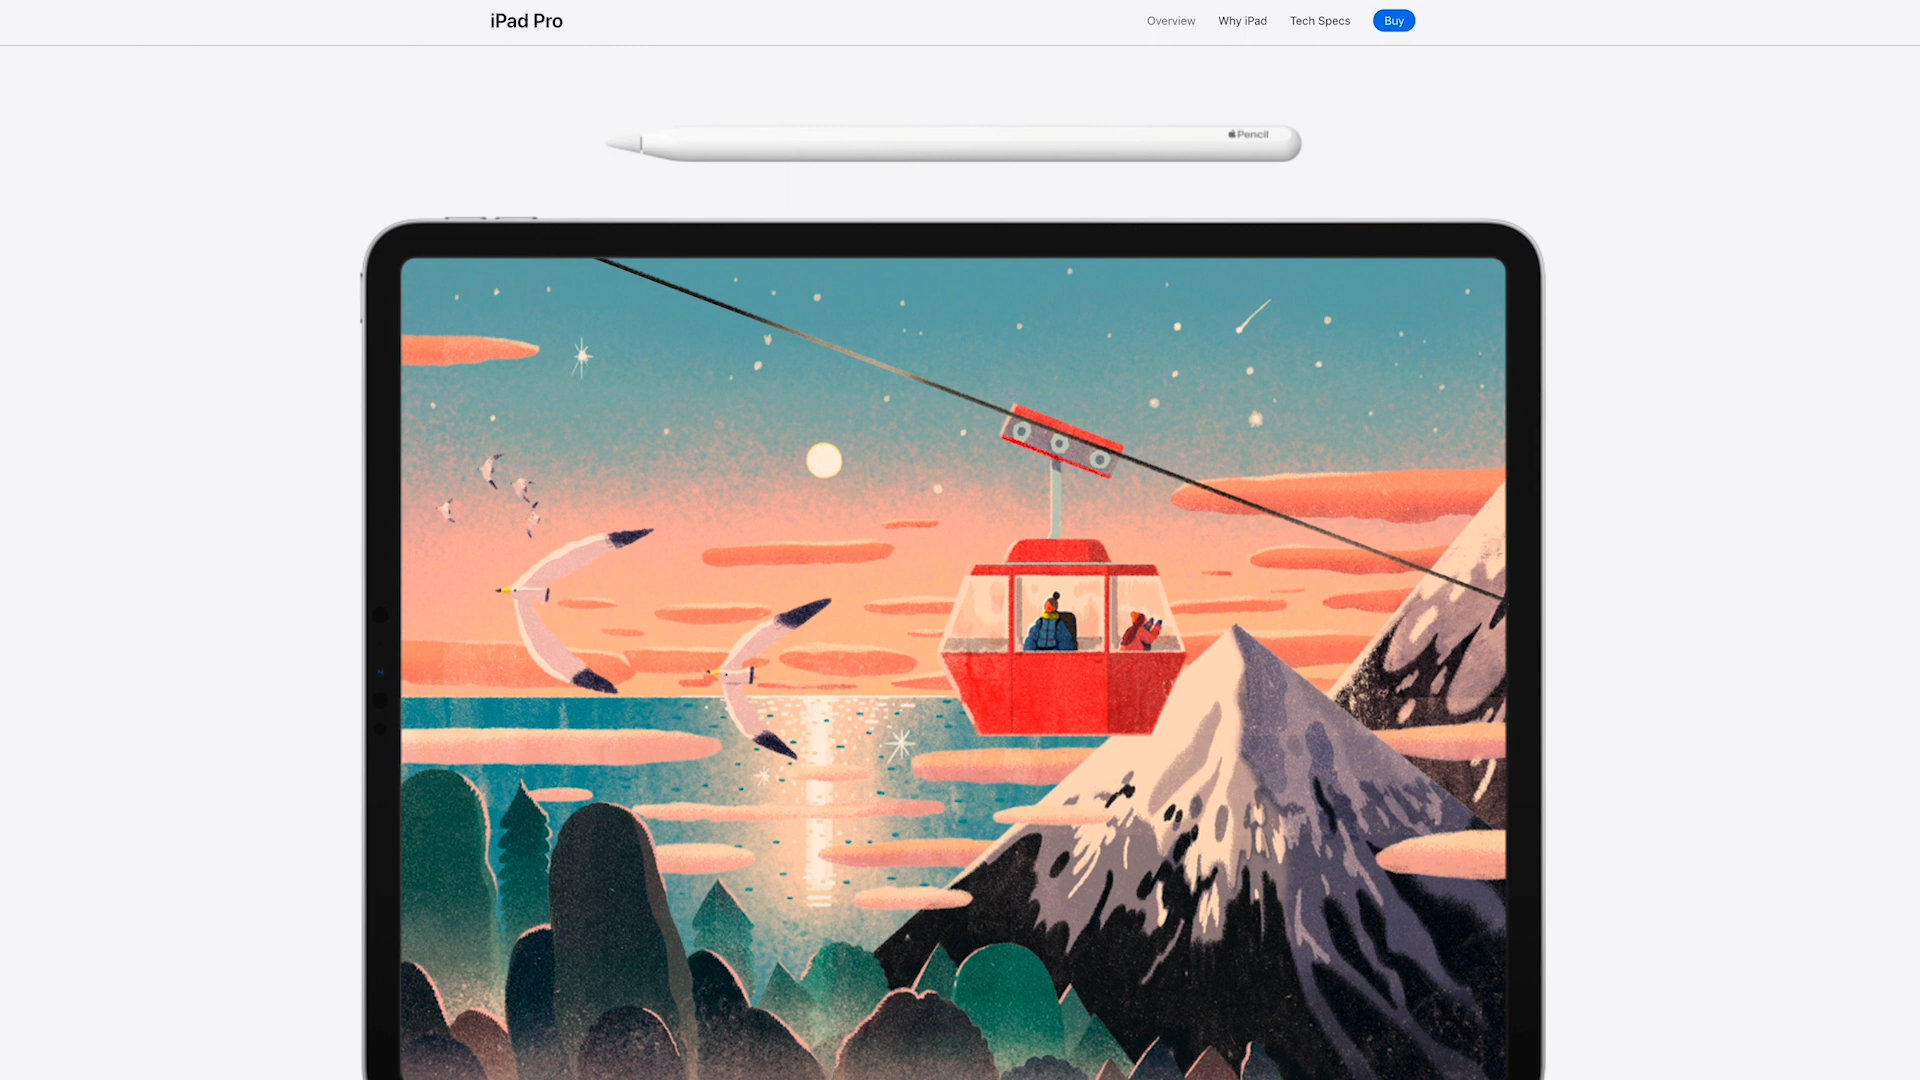 iPad Pro
Overview
Why iPad
Tech Specs
Buy
Pencil